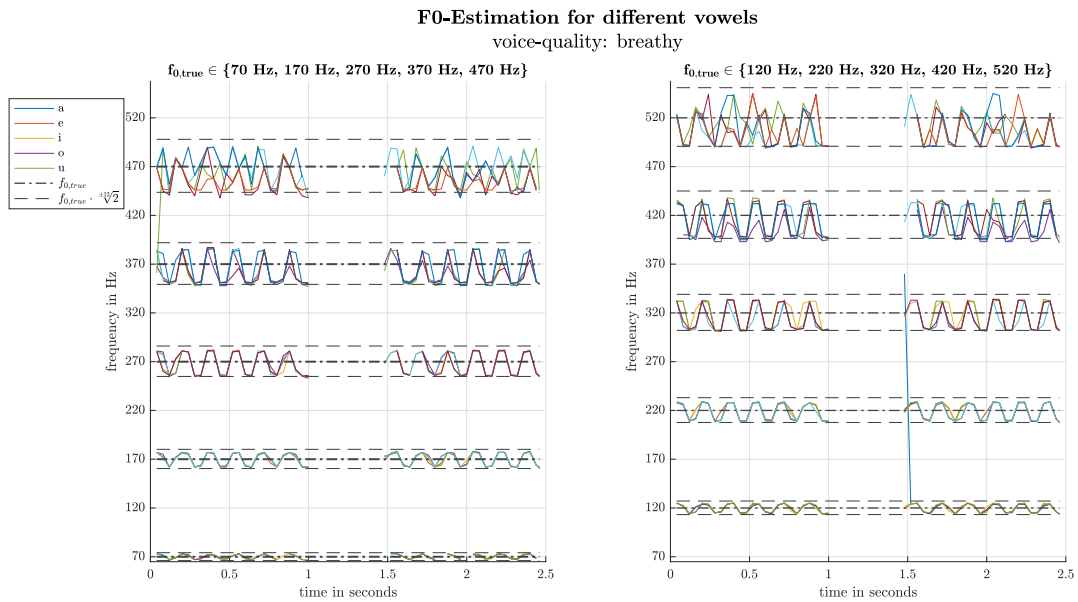 F0-Estimation for different vowels
voice-quality: breathy
f0,true ∈ {70 Hz, 170 Hz, 270 Hz, 370 Hz, 470 Hz}
f0,true ∈ {120 Hz, 220 Hz, 320 Hz, 420 Hz, 520 Hz}
a
e
i
o
u
f0,true
f0,true · ±12√2
frequency in Hz
520
470
420
370
320
270
220
170
120
70
0 0.5 1 1.5 2 2.5
time in seconds
frequency in Hz
520
470
420
370
320
270
220
170
120
70
0 0.5 1 1.5 2 2.5
time in seconds